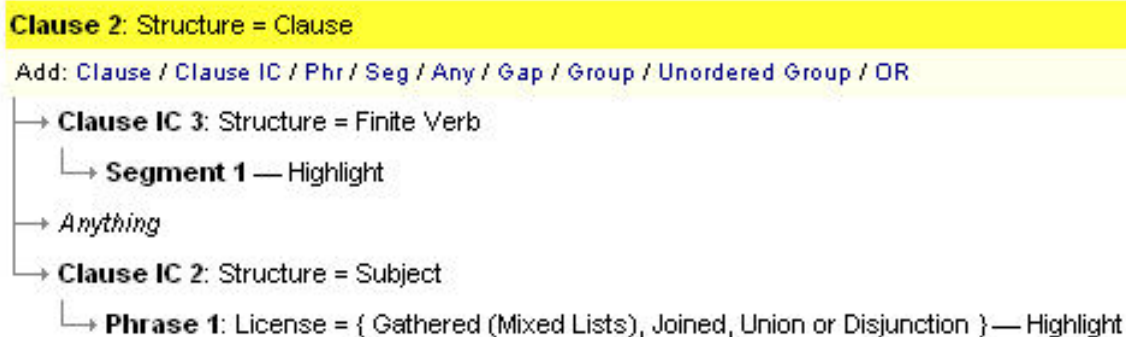 Clause 2: Structure = Clause
Add: Clause / Clause IC / Phr / Seg / Any / Gap / Group / Unordered Group / OR
Clause IC 3: Structure = Finite Verb
Segment 1 — Highlight
Anything
Clause IC 2: Structure = Subject
Phrase 1: License = { Gathered (Mixed Lists), Joined, Union or Disjunction } — Highlight